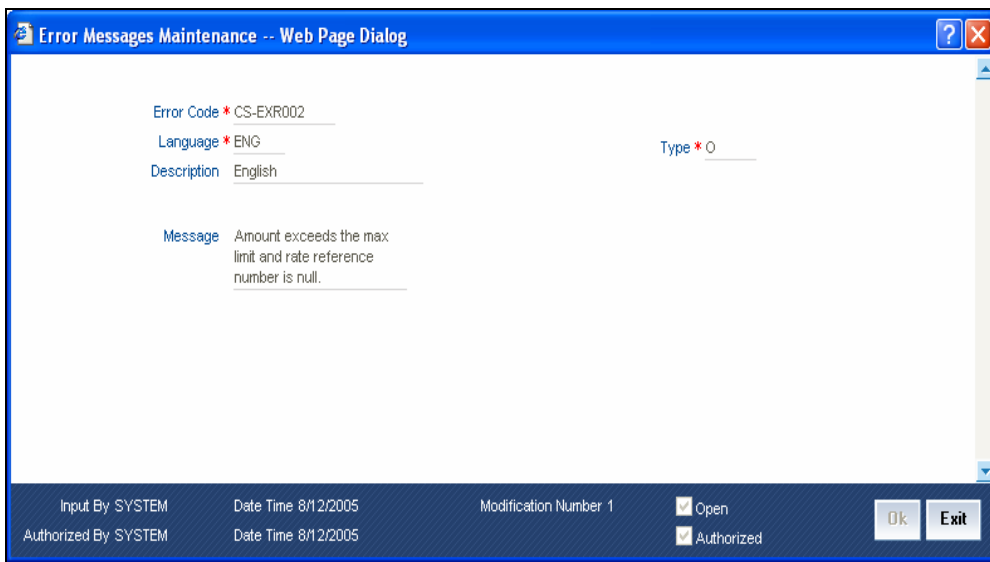 Error Messages Maintenance -- Web Page Dialog
?
X
Error Code * CS-EXR002
Language * ENG
Type * O
Description English
Message Amount exceeds the max
limit and rate reference
number is null.
Input By SYSTEM Date Time 8/12/2005 Modification Number 1 Open
Authorized By SYSTEM Date Time 8/12/2005 Authorized
Ok Exit